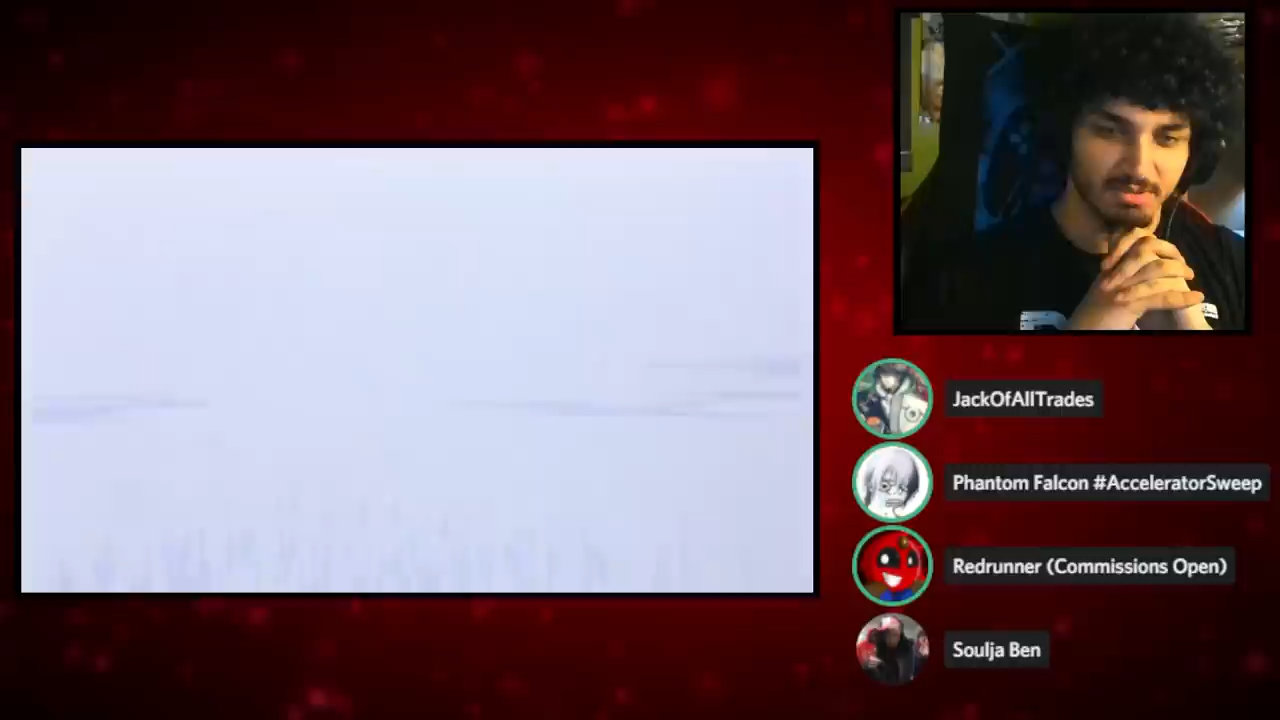 JackOfAllTrades
Phantom Falcon #AcceleratorSweep
Redrunner (Commissions Open)
Soulja Ben